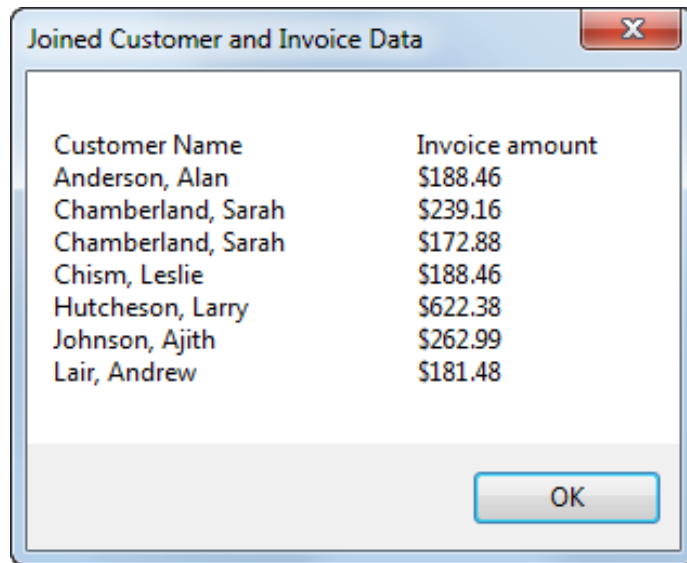 Joined Customer and Invoice Data
Customer Name Invoice amount
Anderson, Alan $188.46
Chamberland, Sarah $239.16
Chamberland, Sarah $172.88
Chism, Leslie $188.46
Hutcheson, Larry $622.38
Johnson, Ajith $262.99
Lair, Andrew $181.48
OK